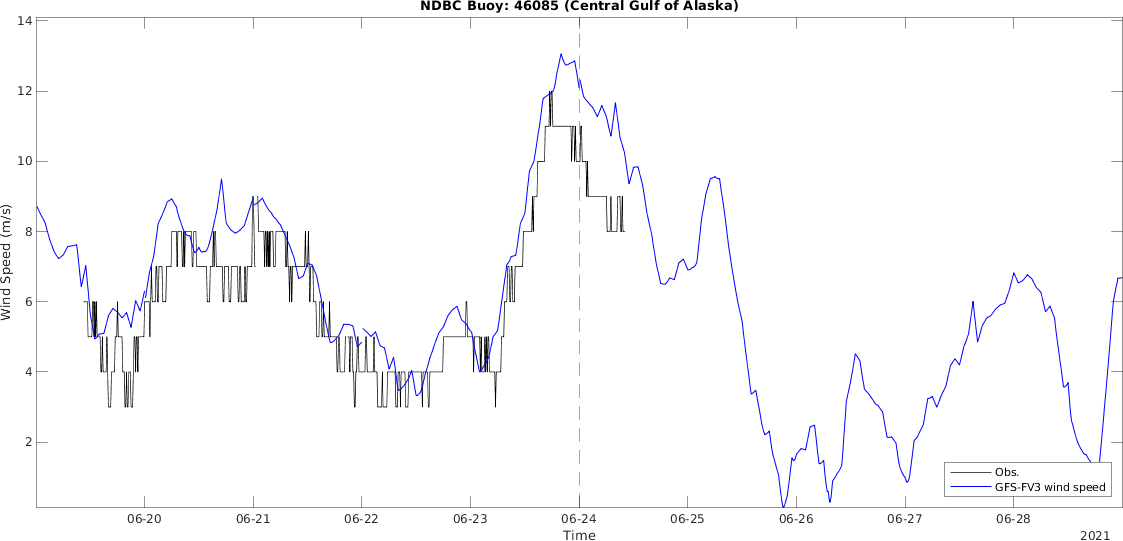 NDBC Buoy: 46085 (Central Gulf of Alaska)
14
12
10
8
6
4
2
Wind Speed (m/s)
Obs.
GFS-FV3 wind speed
06-20 06-21 06-22 06-23 06-24 06-25 06-26 06-27 06-28
Time
2021